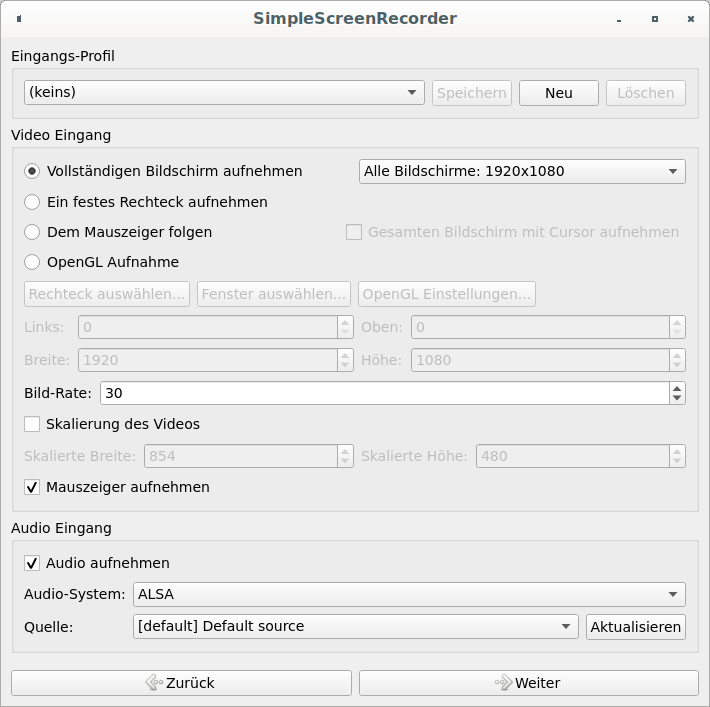 SimpleScreenRecorder
Eingangs-Profil
(keins) Speichern Neu Löschen
Video Eingang
Vollständigen Bildschirm aufnehmen Alle Bildschirme: 1920x1080
Ein festes Rechteck aufnehmen
Dem Mauszeiger folgen Gesamten Bildschirm mit Cursor aufnehmen
OpenGL Aufnahme
Rechteck auswählen... Fenster auswählen... OpenGL Einstellungen...
Links: 0 Oben: 0
Breite: 1920 Höhe: 1080
Bild-Rate: 30
Skalierung des Videos
Skalierte Breite: 854 Skalierte Höhe: 480
Mauszeiger aufnehmen
Audio Eingang
Audio aufnehmen
Audio-System: ALSA
Quelle: [default] Default source Aktualisieren
Zurück Weiter